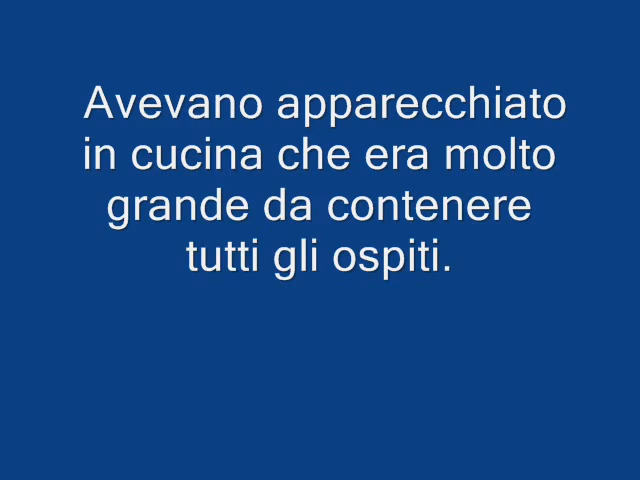 Avevano apparecchiato
in cucina che era molto
grande da contenere
tutti gli ospiti.